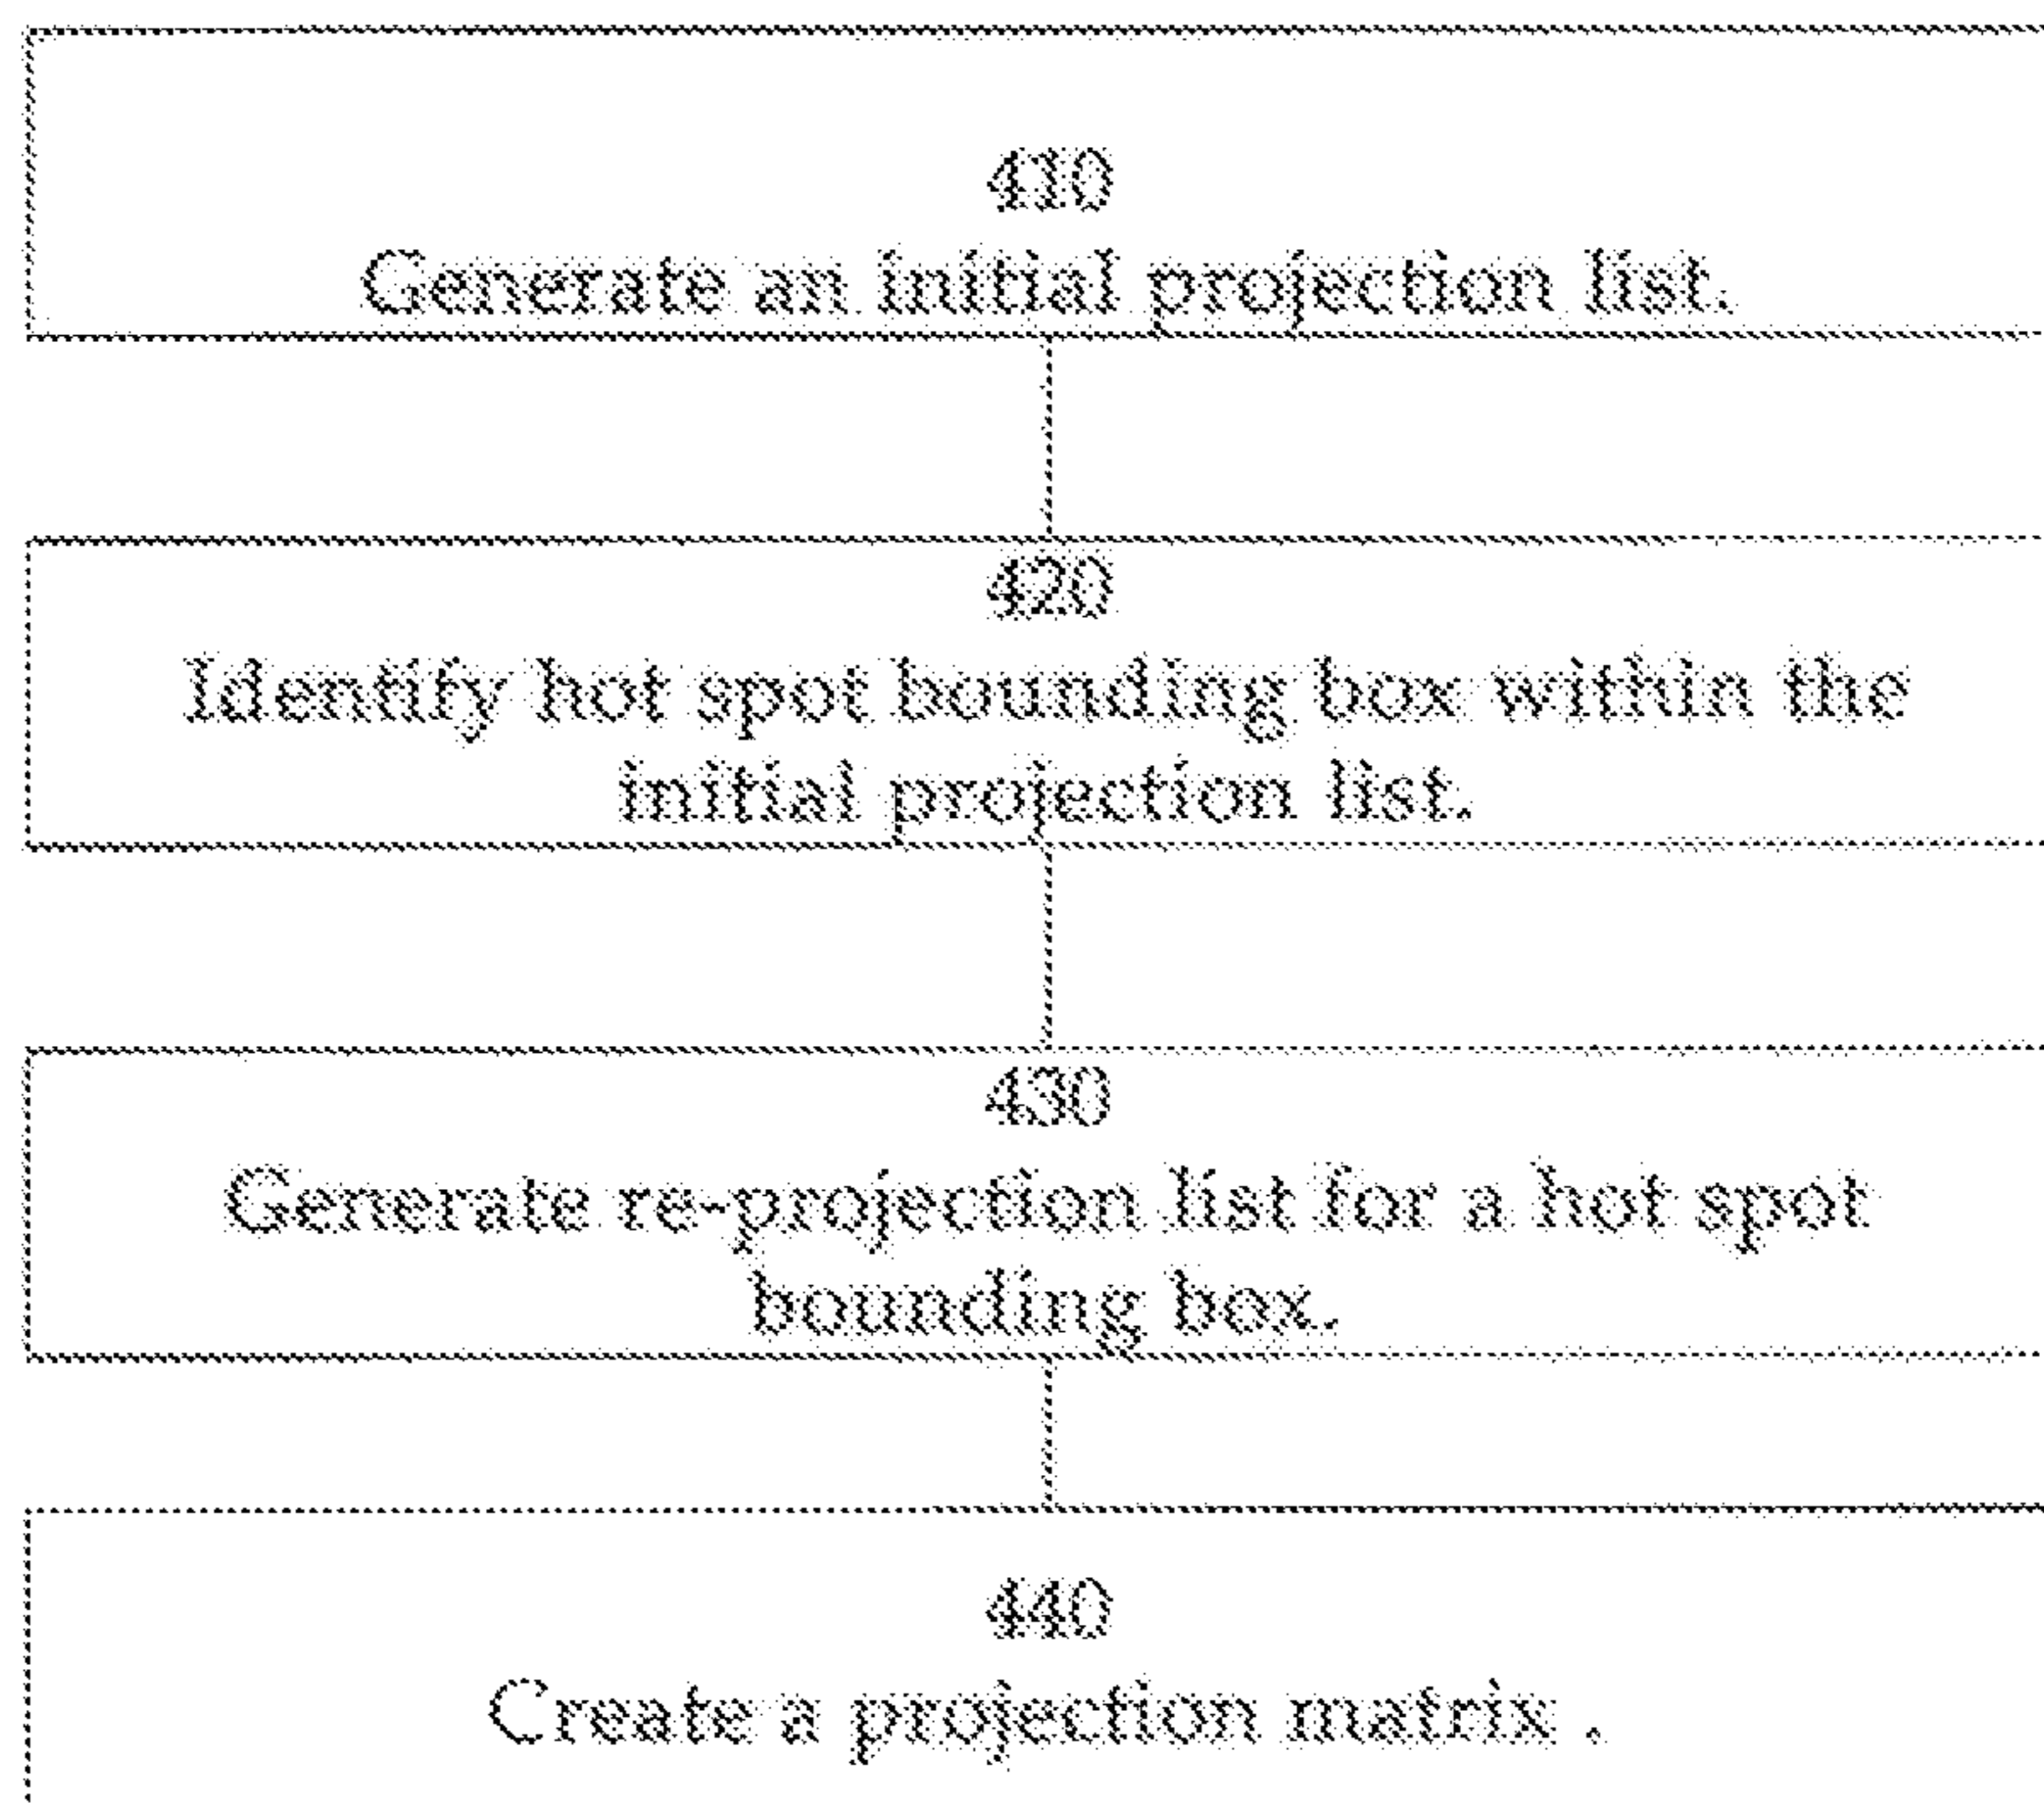 410
Generate an initial projection list.
420
Identify hot spot bounding box within the
initial projection list.
430
Generate re-projection list for a hot spot
bounding box.
440
Create a projection matrix .